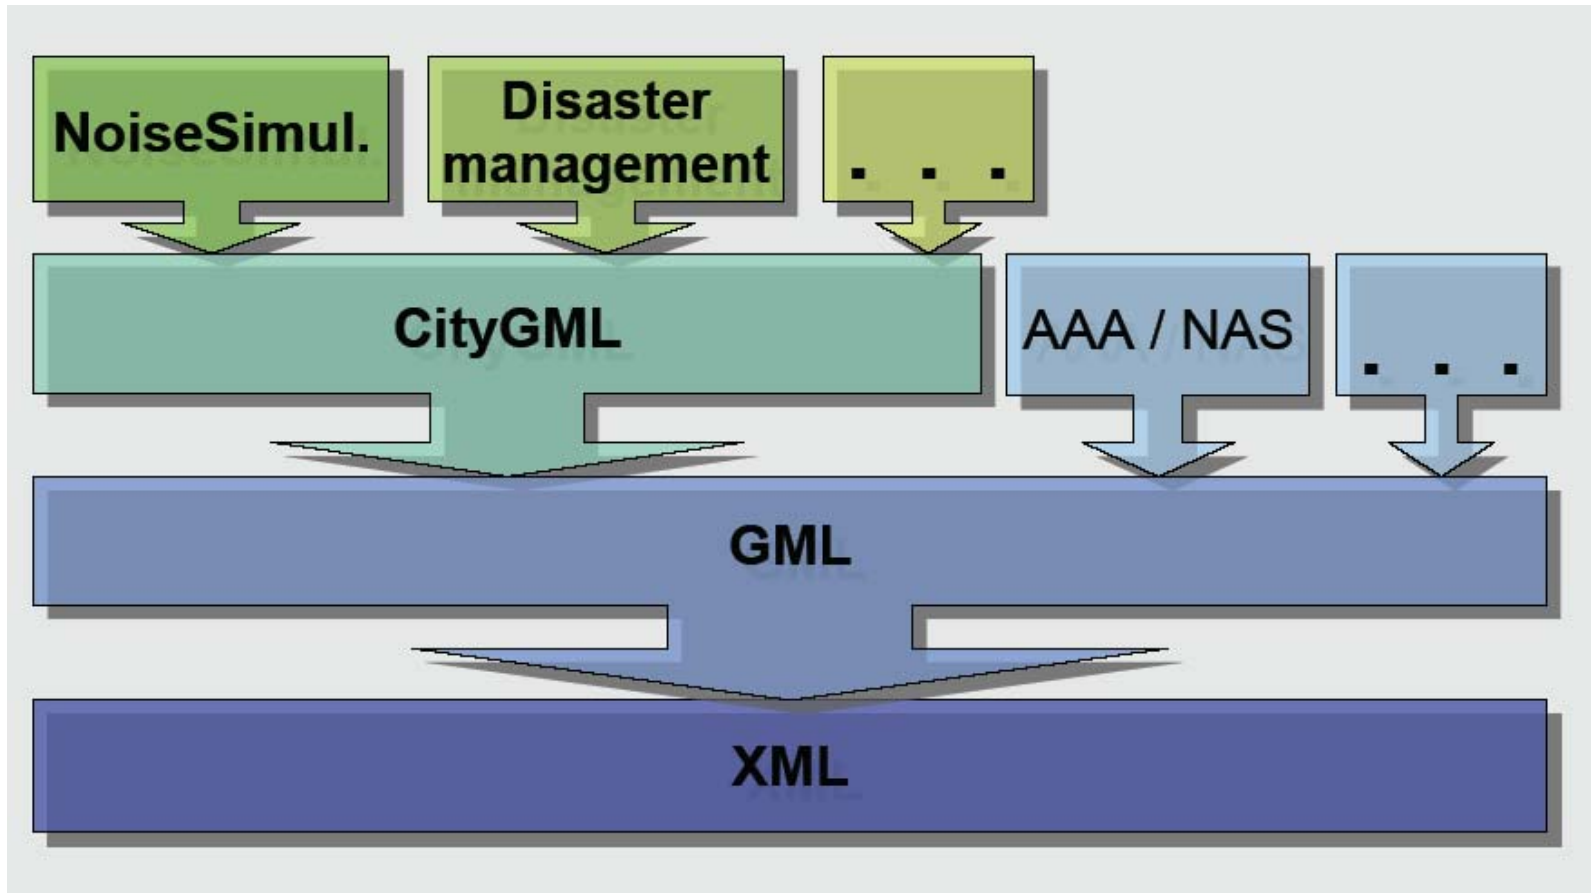 NoiseSimul.
Disaster
management
. . .
CityGML
AAA / NAS
. . .
GML
XML